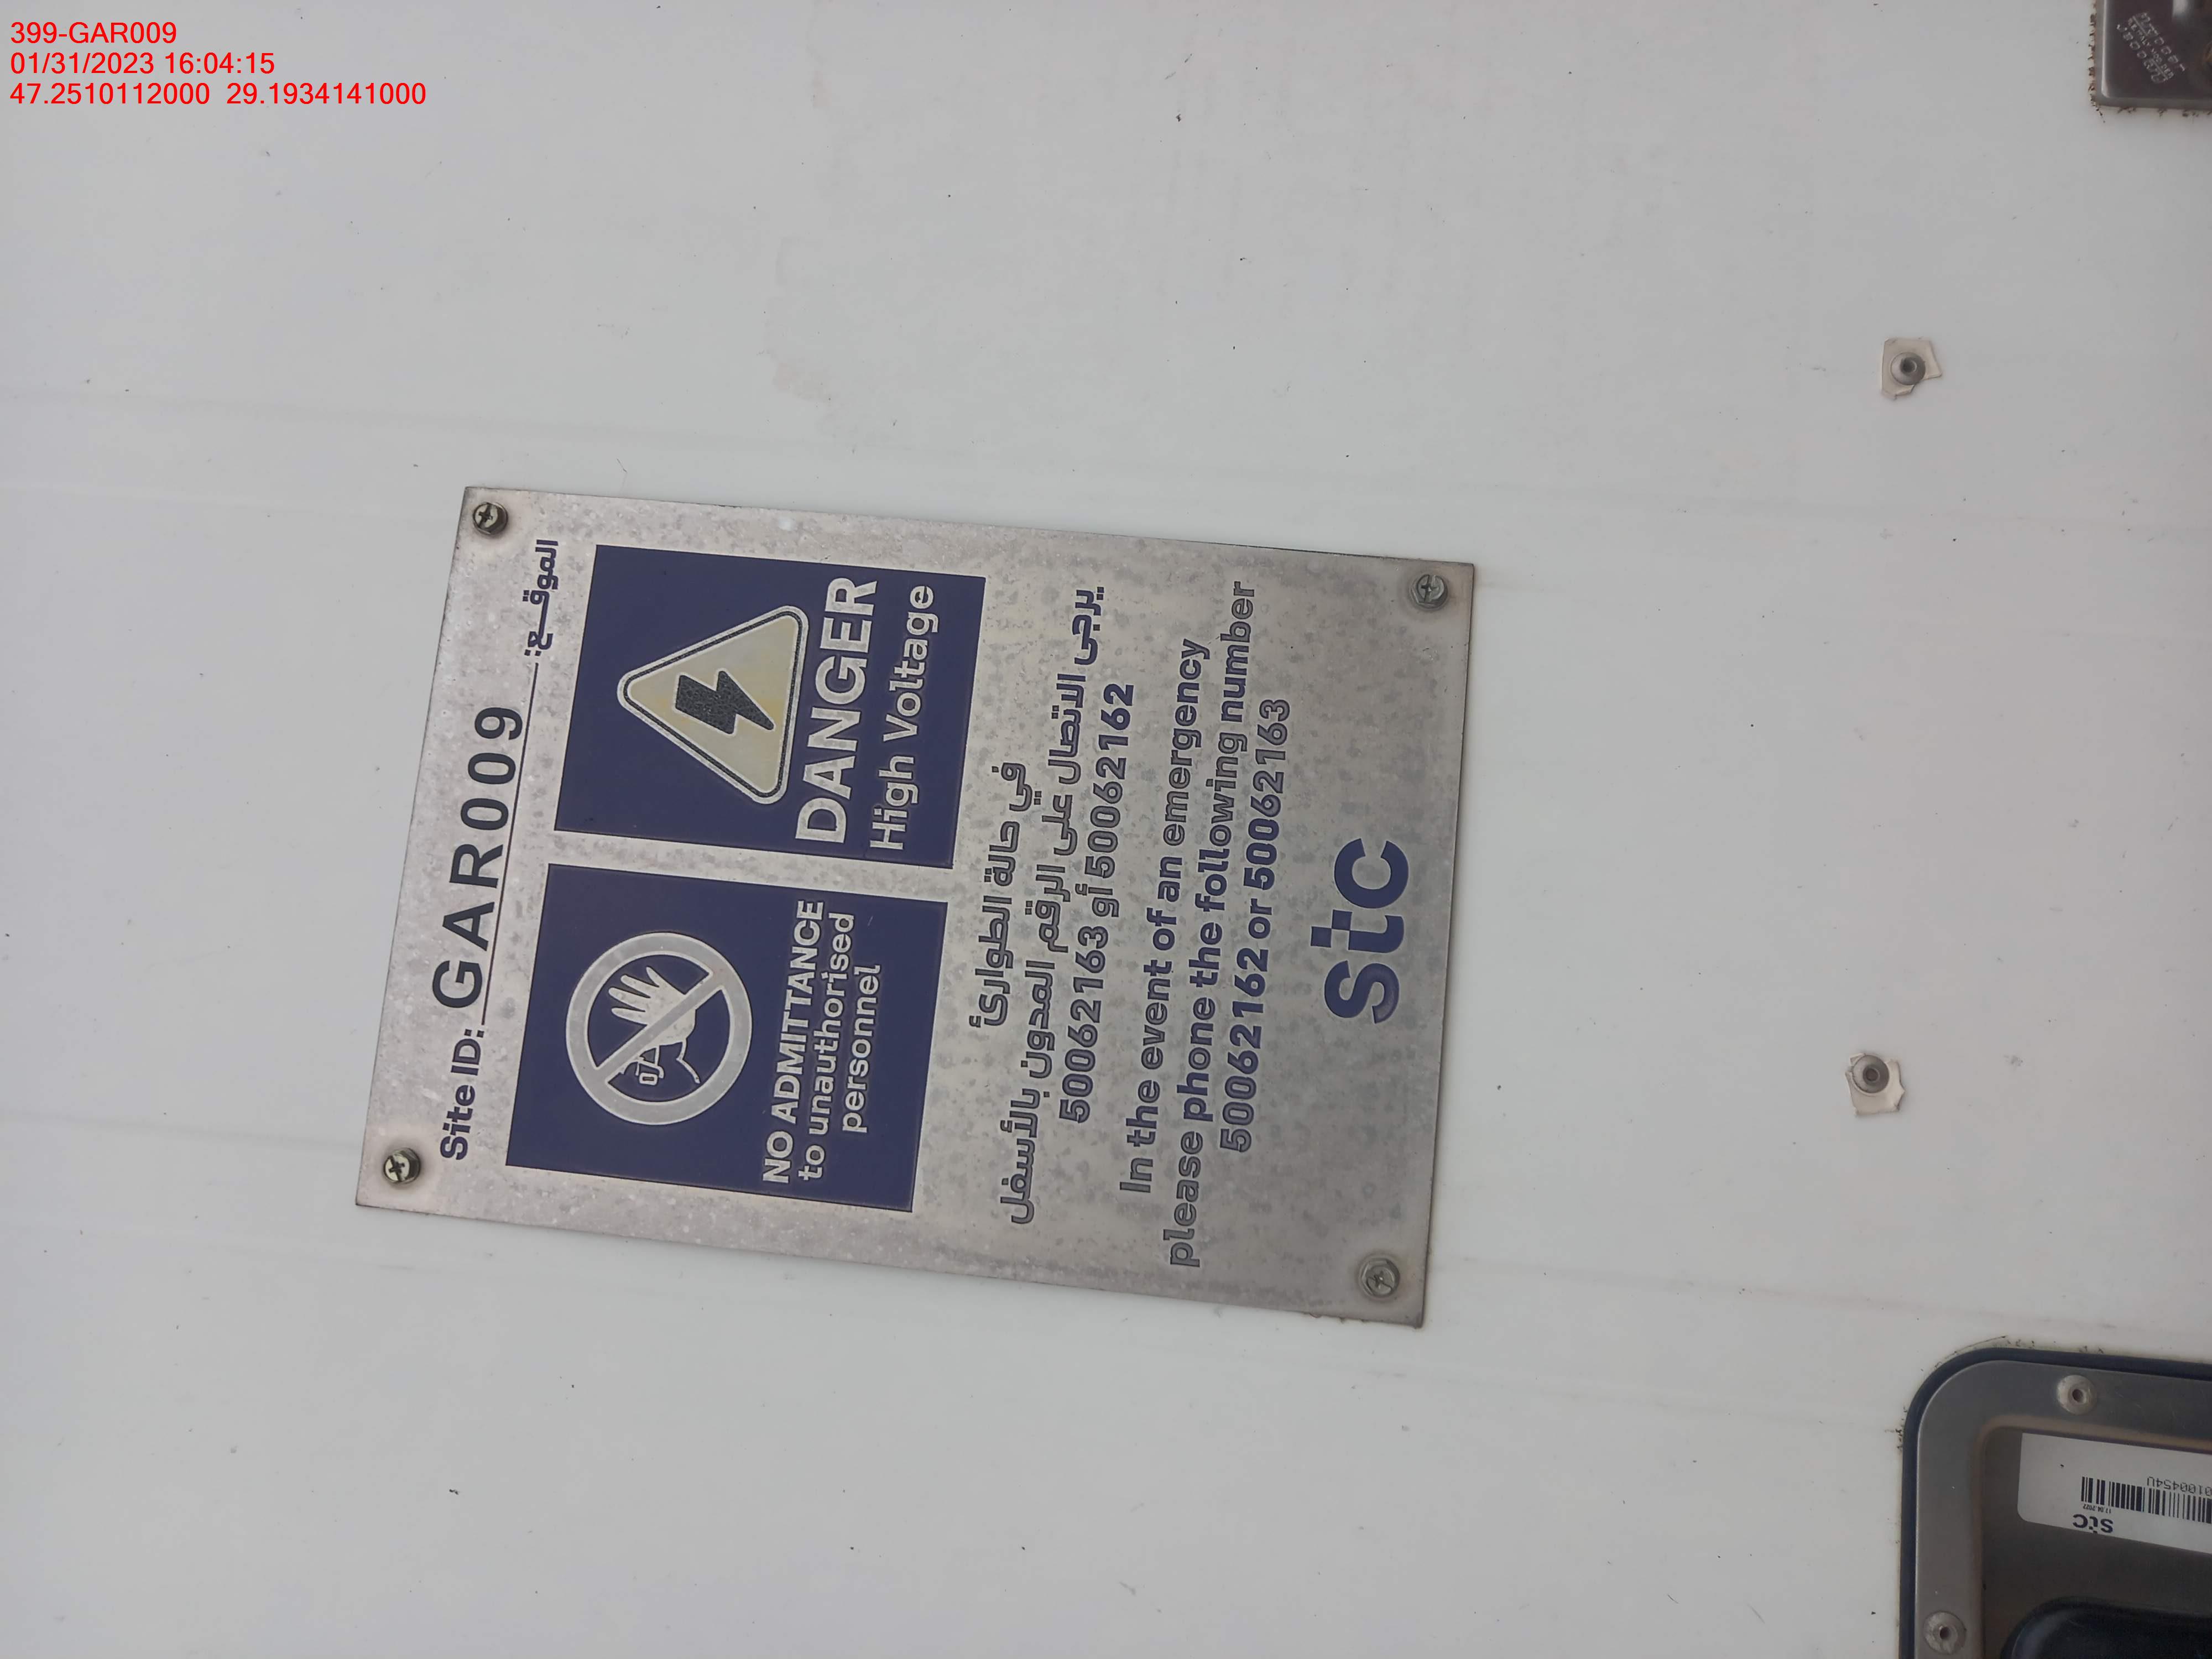 399-GAR009
01/31/2023 16:04:15
47.2510112000 29.1934141000
Site ID: GAR009 الموقــع:
NO ADMITTANCE
to unauthorised
personnel
DANGER
High Voltage
في حالة الطوارئ
يرجى الاتصال على الرقم المدون بالأسفل
50062163 أو 50062162
In the event of an emergency
please phone the following number
50062162 or 50062163
stc
stc